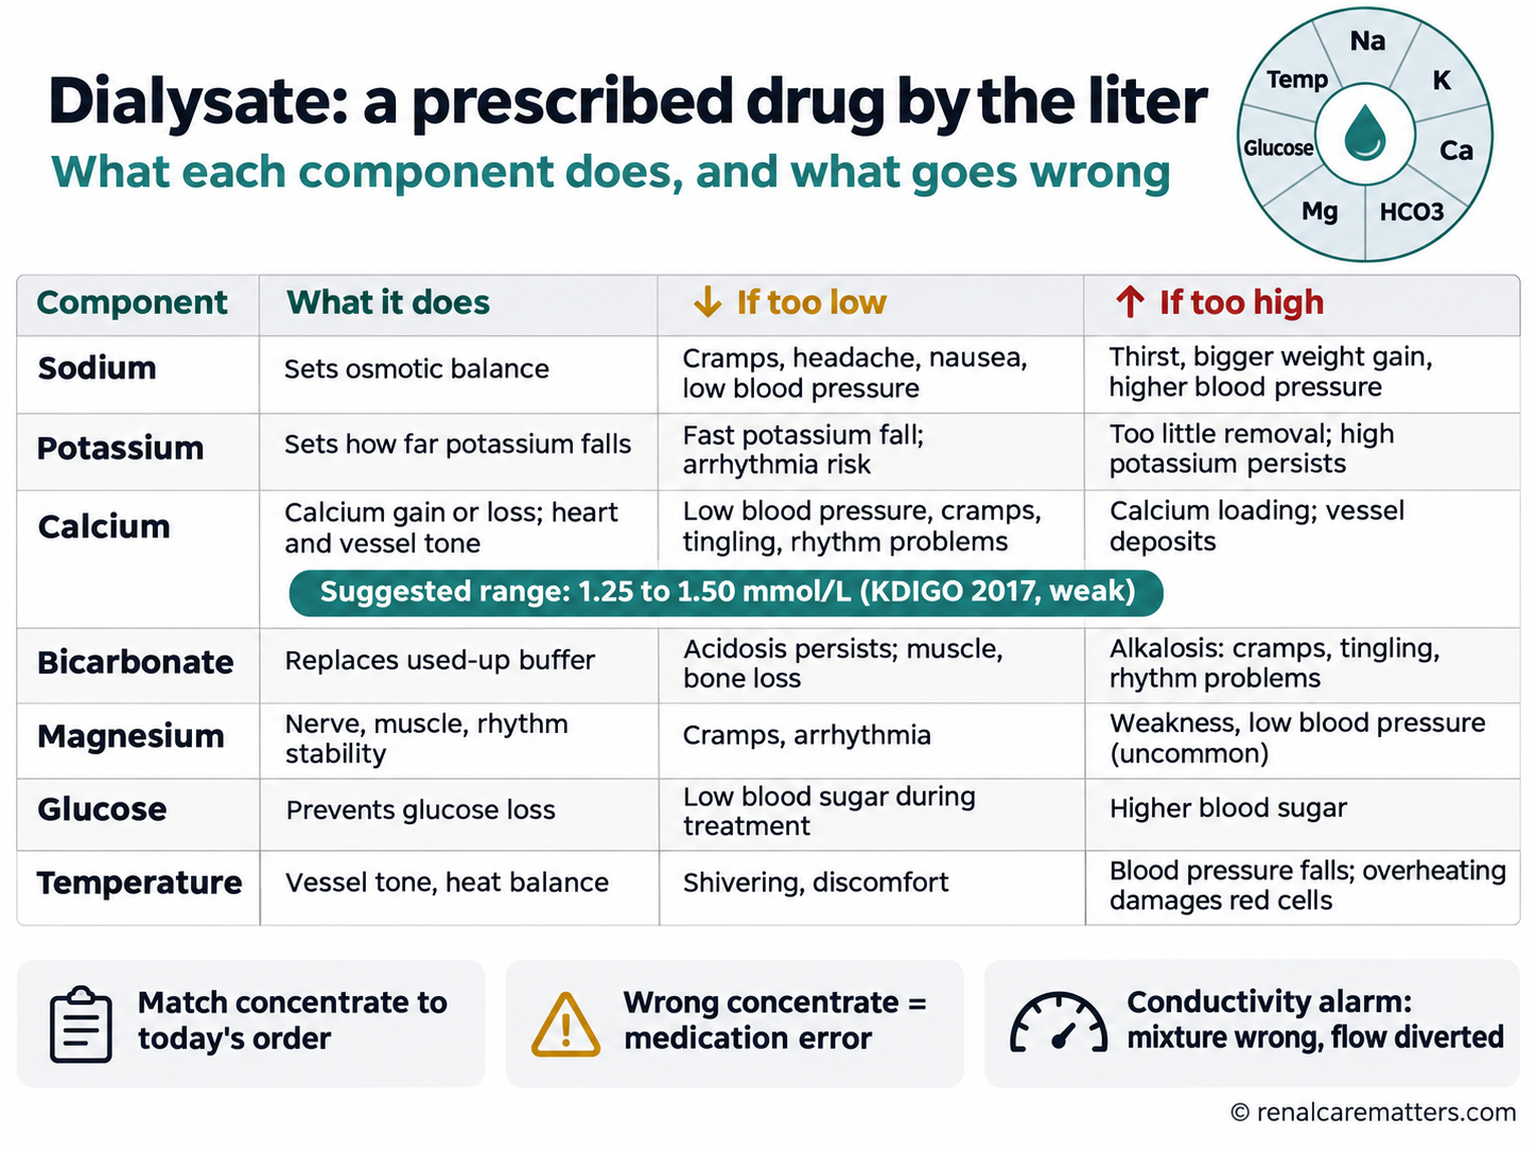 Dialysate: a prescribed drug by the liter
What each component does, and what goes wrong
Na
K
Ca
HCO3
Mg
Glucose
Temp
Component
What it does
↓ If too low
↑ If too high
Sodium
Sets osmotic balance
Cramps, headache, nausea,
low blood pressure
Thirst, bigger weight gain,
higher blood pressure
Potassium
Sets how far potassium falls
Fast potassium fall;
arrhythmia risk
Too little removal; high
potassium persists
Calcium
Calcium gain or loss; heart
and vessel tone
Low blood pressure, cramps,
tingling, rhythm problems
Calcium loading; vessel
deposits
Suggested range: 1.25 to 1.50 mmol/L (KDIGO 2017, weak)
Bicarbonate
Replaces used-up buffer
Acidosis persists; muscle,
bone loss
Alkalosis: cramps, tingling,
rhythm problems
Magnesium
Nerve, muscle, rhythm
stability
Cramps, arrhythmia
Weakness, low blood pressure
(uncommon)
Glucose
Prevents glucose loss
Low blood sugar during
treatment
Higher blood sugar
Temperature
Vessel tone, heat balance
Shivering, discomfort
Blood pressure falls; overheating
damages red cells
Match concentrate to
today's order
Wrong concentrate =
medication error
Conductivity alarm:
mixture wrong, flow diverted
© renalcarematters.com